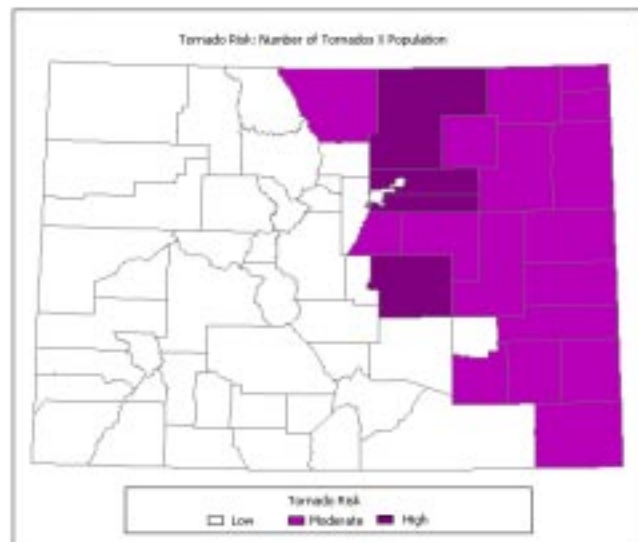 Tornado Risk: Number of Tornados X Population
Tornado Risk
Low Moderate High